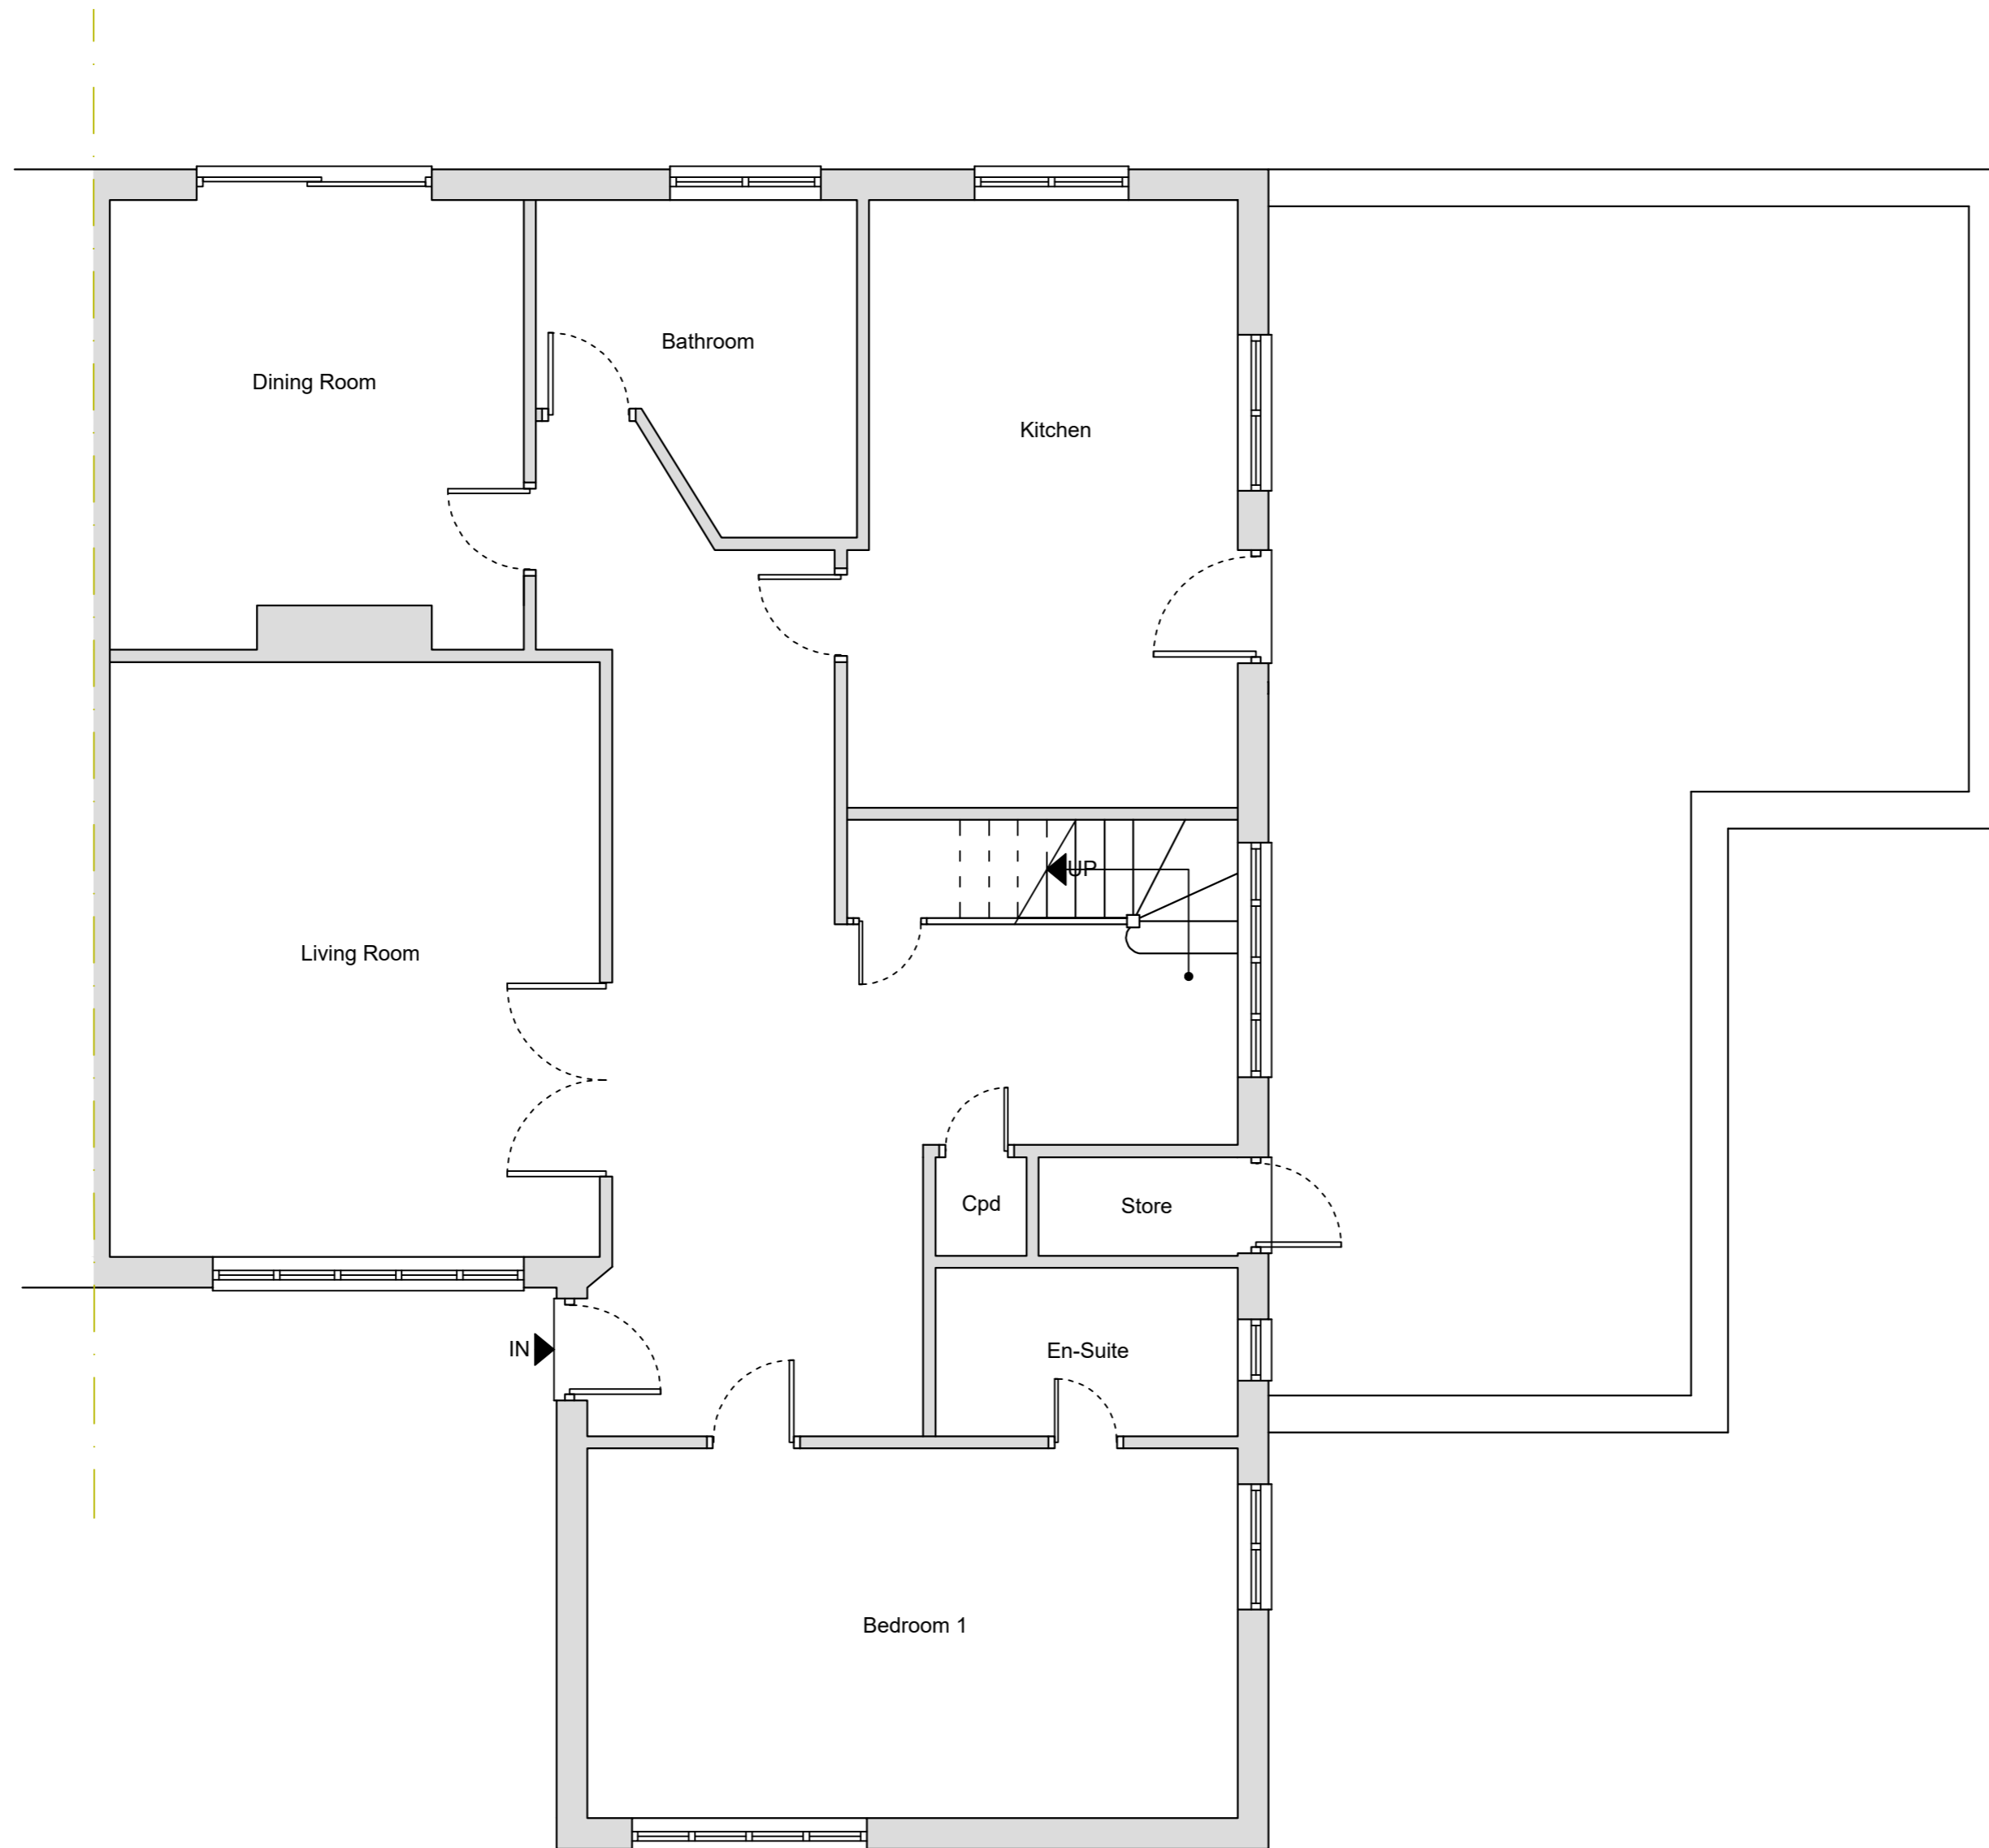 Bathroom
Dining Room
Kitchen
UP
Living Room
Cpd
Store
IN
En-Suite
Bedroom 1